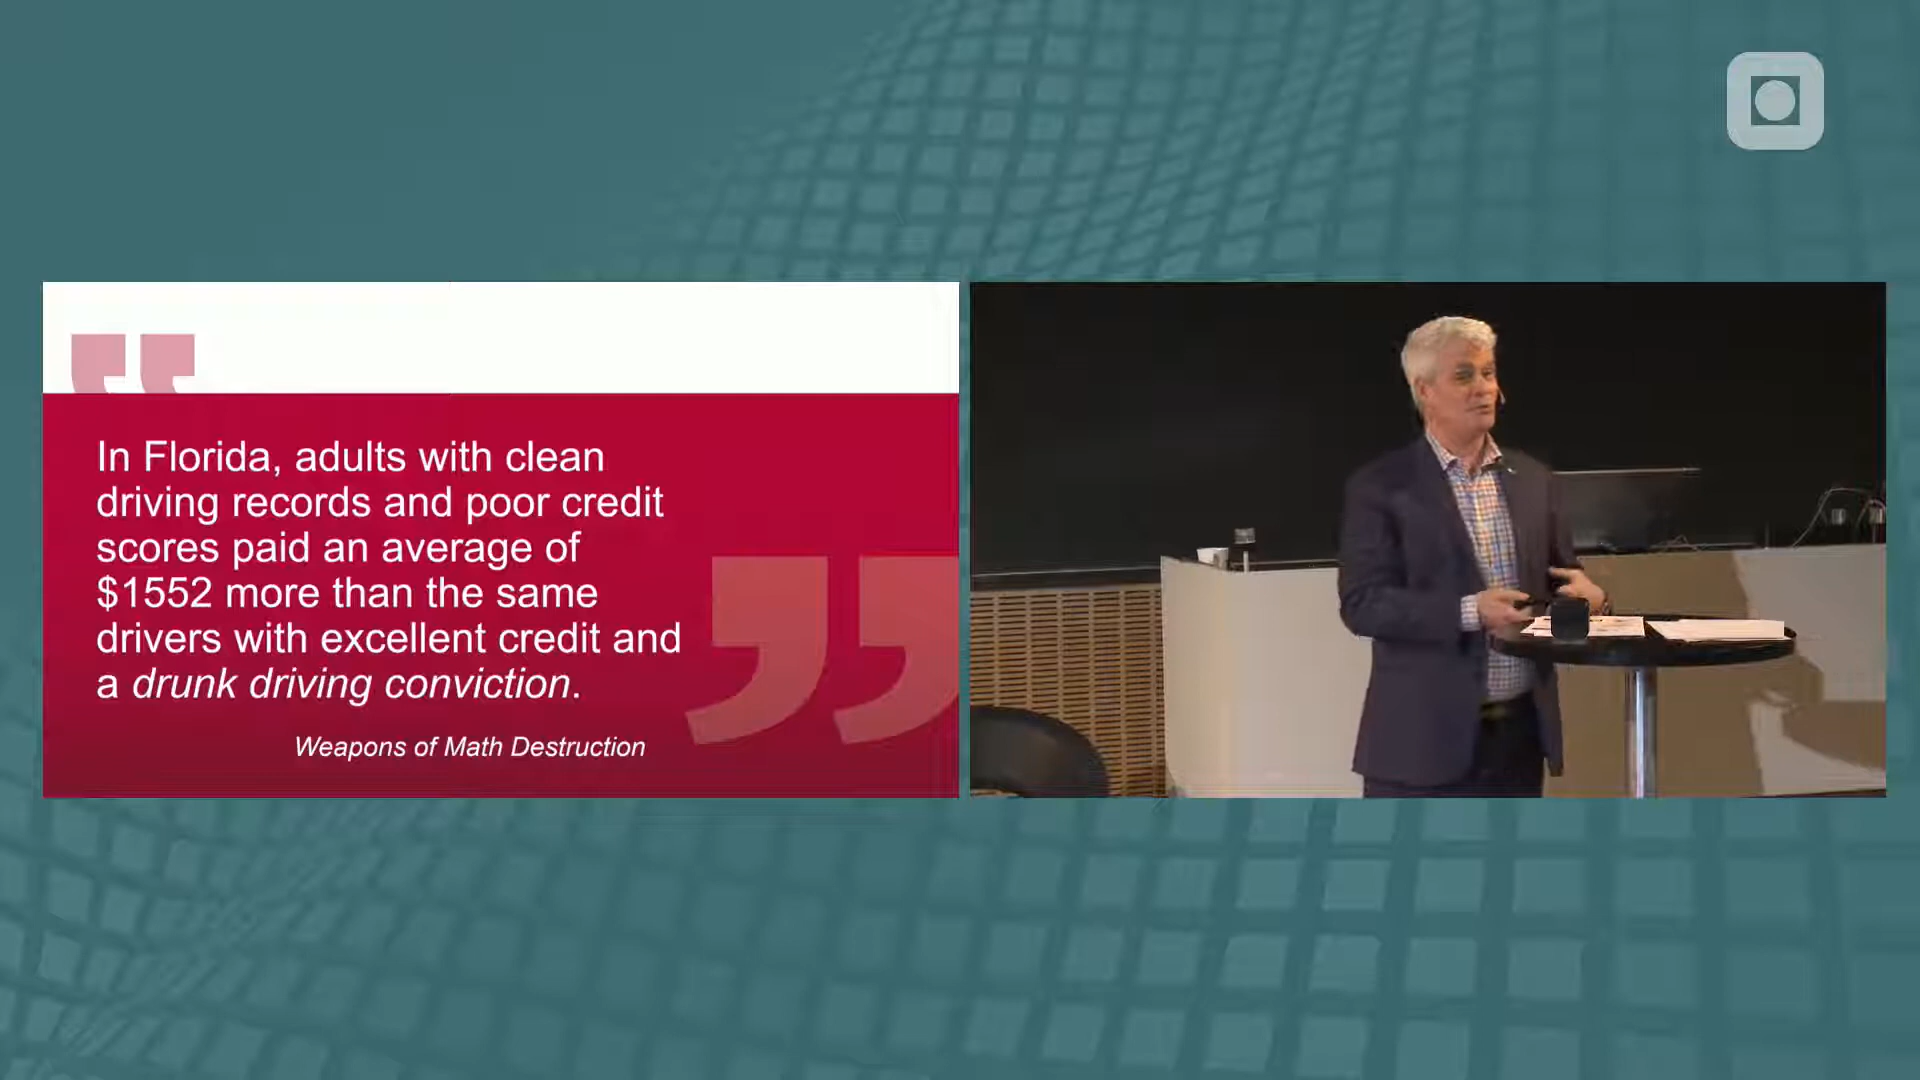 In Florida, adults with clean
driving records and poor credit
scores paid an average of
$1552 more than the same
drivers with excellent credit and
a drunk driving conviction.
Weapons of Math Destruction